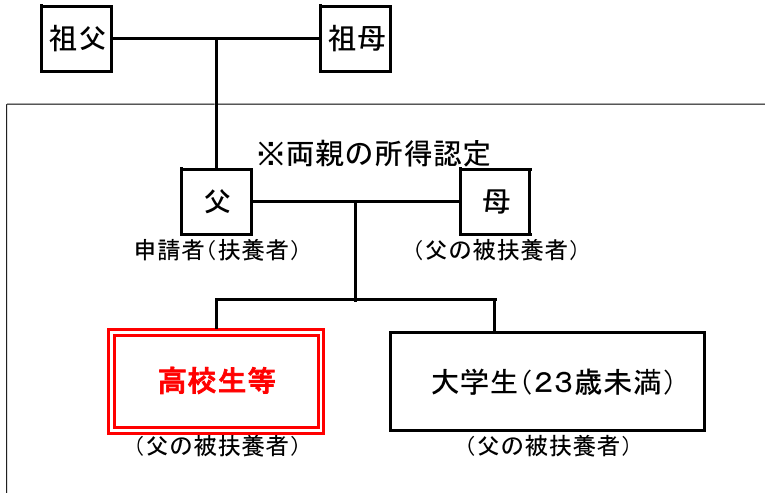 祖父
祖母
※両親の所得認定
父
母
申請者（扶養者）
（父の被扶養者）
高校生等
大学生（２３歳未満）
（父の被扶養者）
（父の被扶養者）